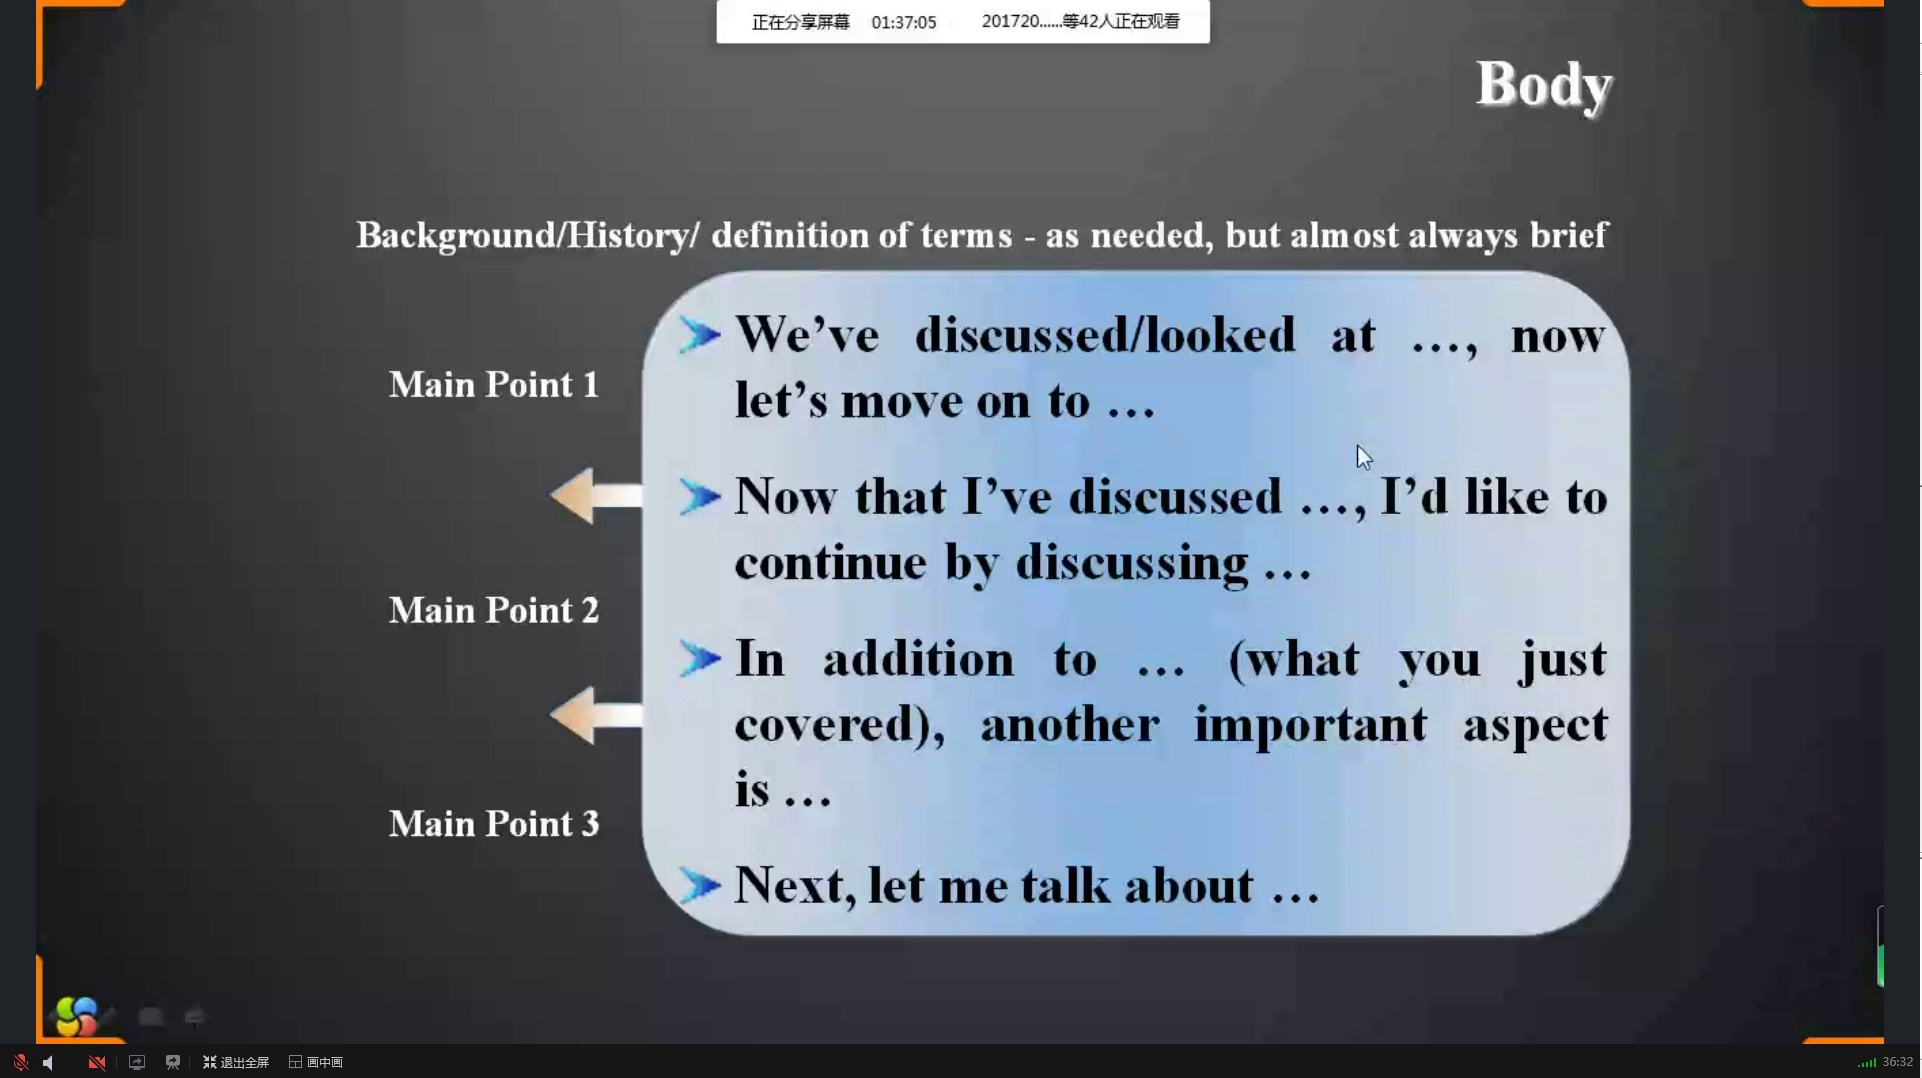 正在分享屏幕 01:37:05 201720......等42人正在观看
Body
Background/History/ definition of terms - as needed, but almost always brief
Main Point 1
Main Point 2
Main Point 3
We’ve discussed/looked at …, now
let’s move on to …
Now that I’ve discussed …, I’d like to
continue by discussing …
In addition to … (what you just
covered), another important aspect
is …
Next, let me talk about …
退出全屏 画中画 36:32